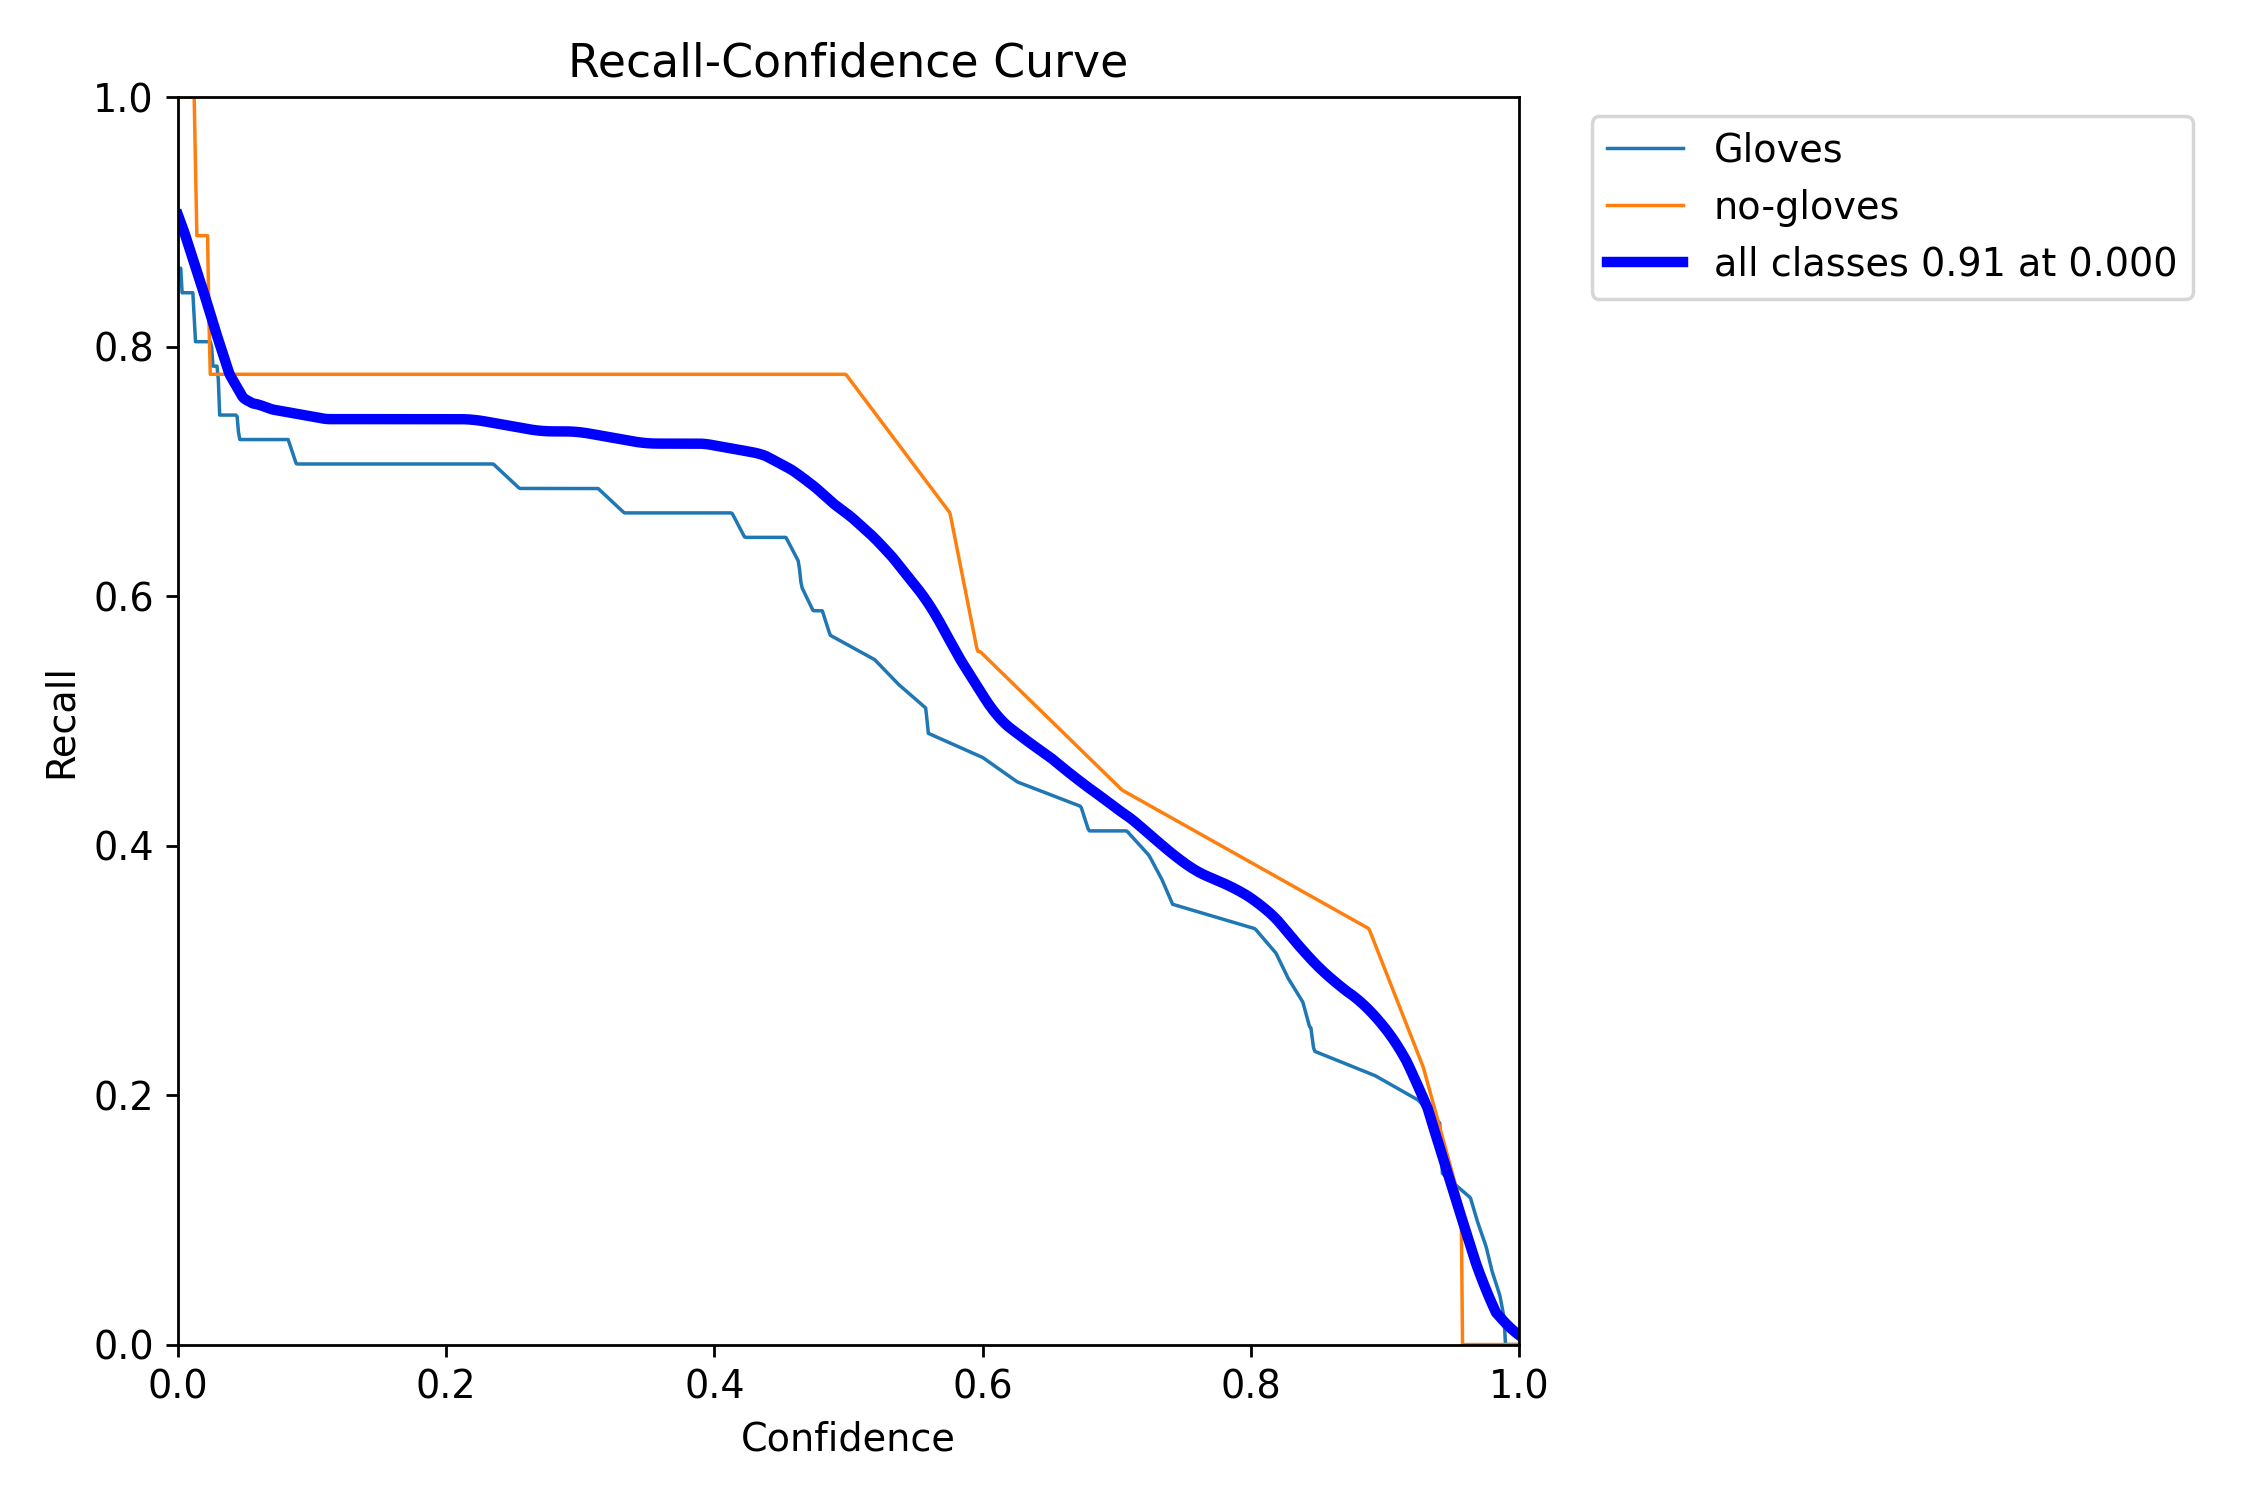 Recall-Confidence Curve
1.0
0.8
0.6
0.4
0.2
0.0
Recall
0.0 0.2 0.4 0.6 0.8 1.0
Confidence
Gloves
no-gloves
all classes 0.91 at 0.000